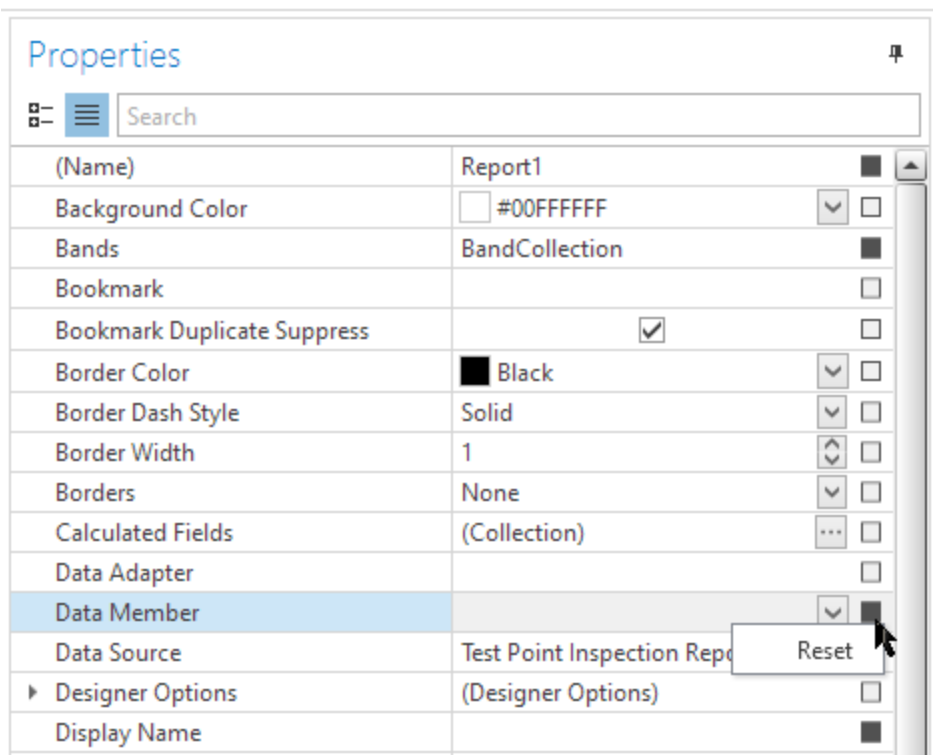 Properties
Search
(Name) Report1
Background Color #00FFFFFF
Bands BandCollection
Bookmark
Bookmark Duplicate Suppress
Border Color Black
Border Dash Style Solid
Border Width 1
Borders None
Calculated Fields (Collection) ...
Data Adapter
Data Member
Data Source Test Point Inspection Repo
Reset
Designer Options (Designer Options)
Display Name